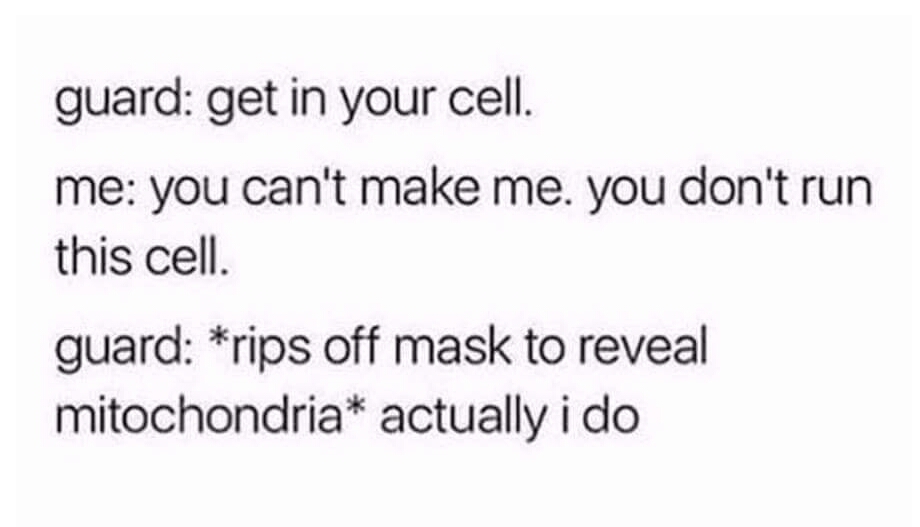 guard: get in your cell.
me: you can't make me. you don't run
this cell.
guard: *rips off mask to reveal
mitochondria* actually i do